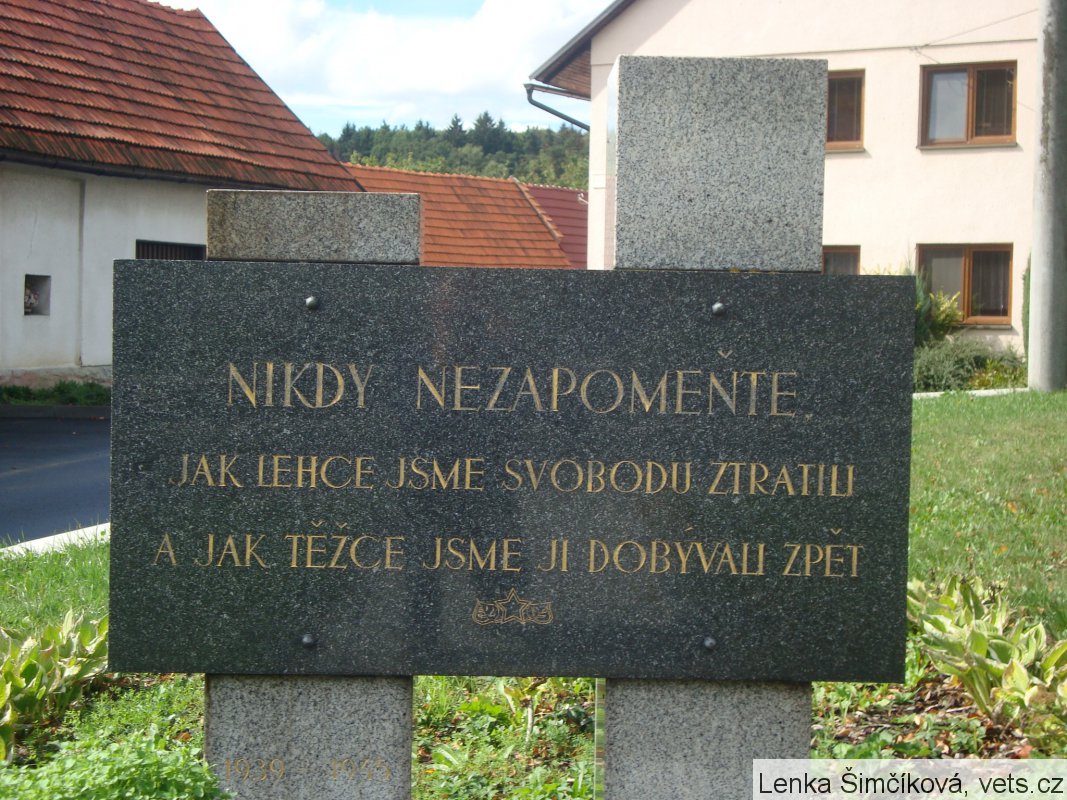 NIKDY NEZAPOMEŇTE,
JAK LEHCE JSME SVOBODU ZTRATILI
A JAK TĚŽCE JSME JI DOBÝVALI ZPĚT
1939 - 1945
Lenka Šimčíková, vets.cz